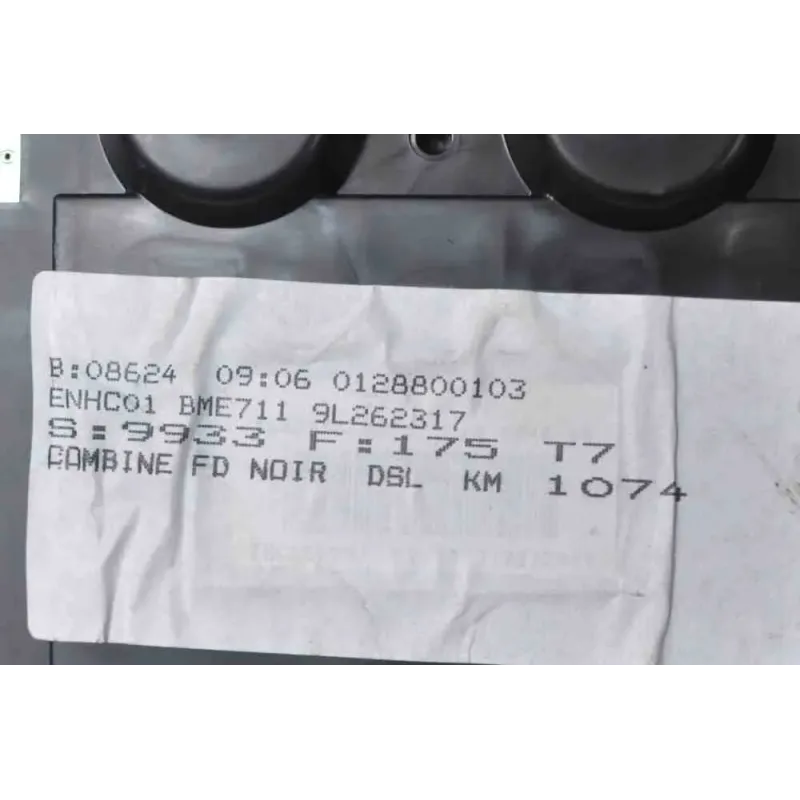 B:08624 09:06 0128800103
ENHC01 BME711 9L262317
S:9933 F:175 T7
COMBINE FD NOIR DSL KM 1074